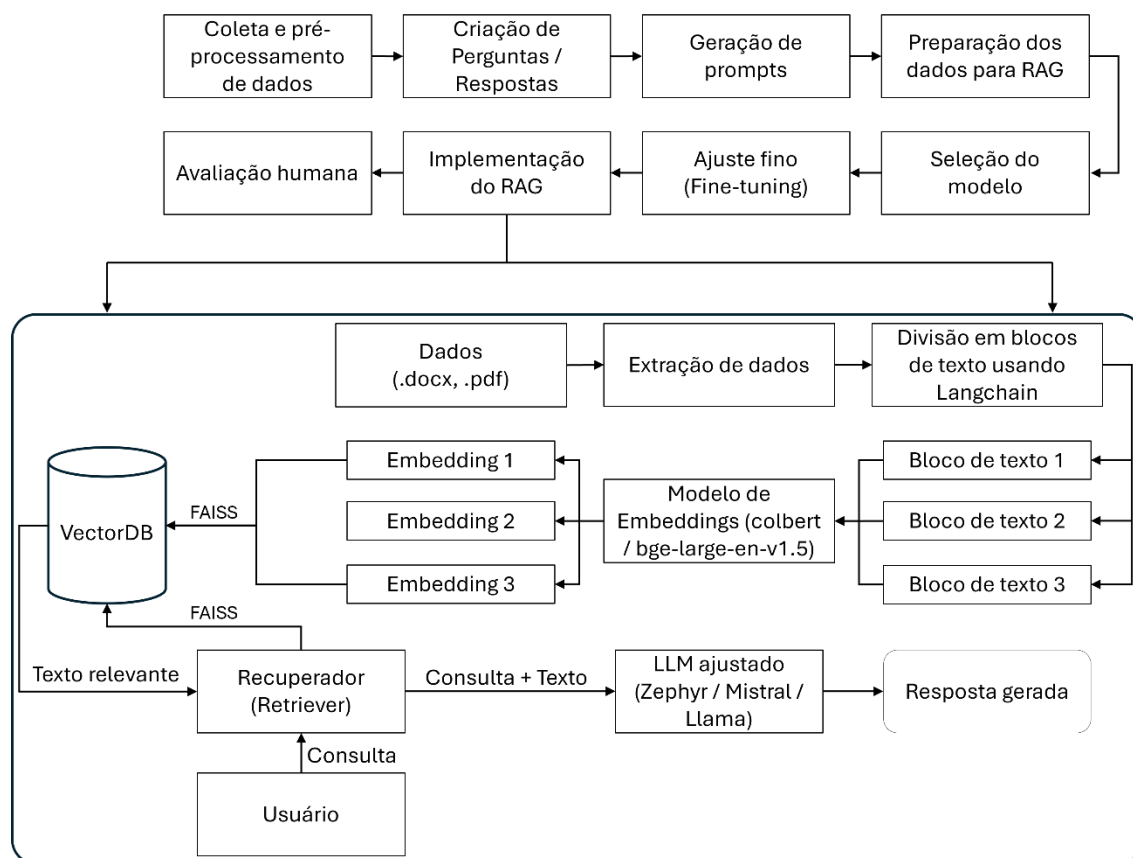 Coleta e pré-
processamento
de dados
Criação de
Perguntas /
Respostas
Geração de
prompts
Preparação dos
dados para RAG
Avaliação humana
Implementação
do RAG
Ajuste fino
(Fine-tuning)
Seleção do
modelo
Dados
(.docx, .pdf)
Extração de dados
Divisão em blocos
de texto usando
Langchain
VectorDB
FAISS
Embedding 1
Embedding 2
Embedding 3
Modelo de
Embeddings (colbert
/ bge-large-en-v1.5)
Bloco de texto 1
Bloco de texto 2
Bloco de texto 3
FAISS
Texto relevante
Recuperador
(Retriever)
Consulta + Texto
LLM ajustado
(Zephyr / Mistral /
Llama)
Resposta gerada
Consulta
Usuário